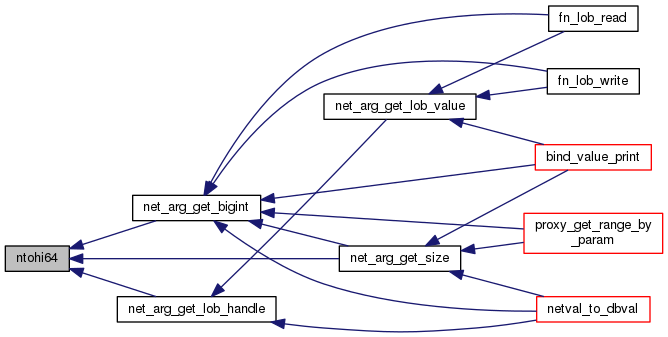 fn_lob_read
fn_lob_write
net_arg_get_lob_value
bind_value_print
net_arg_get_bigint
proxy_get_range_by
_param
ntohi64
net_arg_get_size
net_arg_get_lob_handle
netval_to_dbval